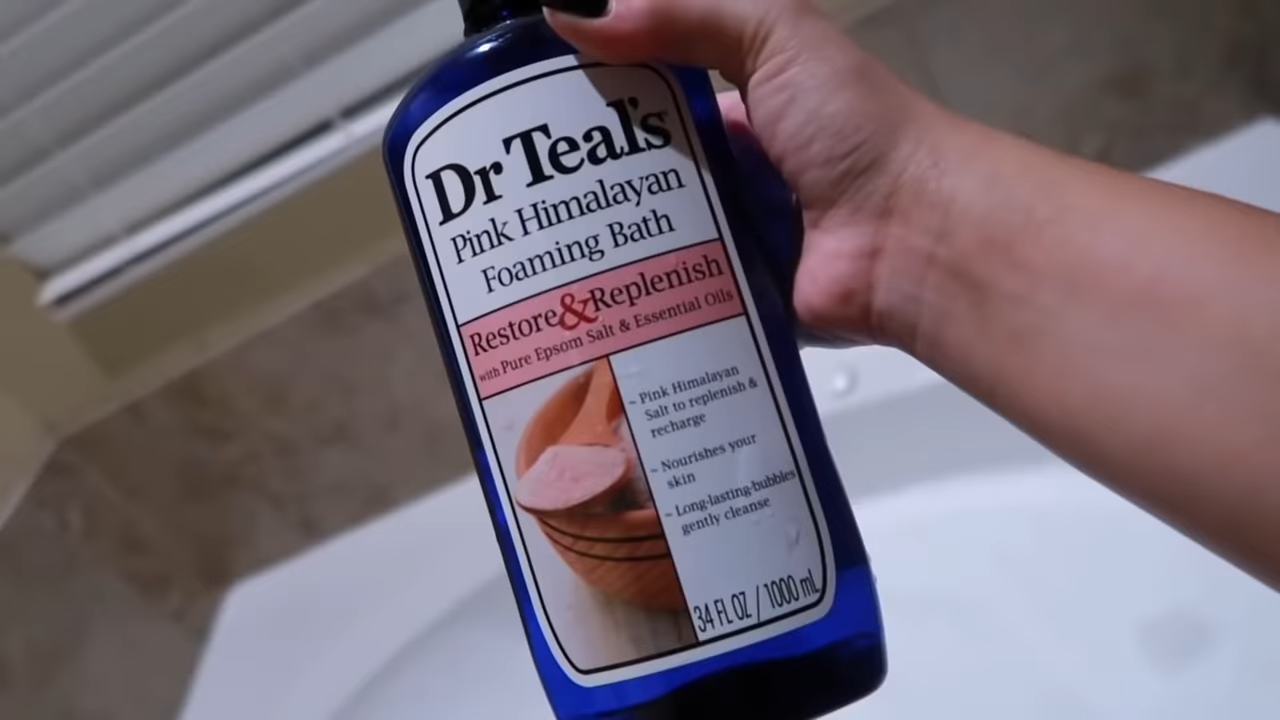 Dr Teal's
Pink Himalayan
Foaming Bath
Restore & Replenish
with Pure Epsom Salt & Essential Oils
~ Pink Himalayan
Salt to replenish &
recharge
~ Nourishes your
skin
~ Long-lasting-bubbles
gently cleanse
34 FL OZ / 1000 mL